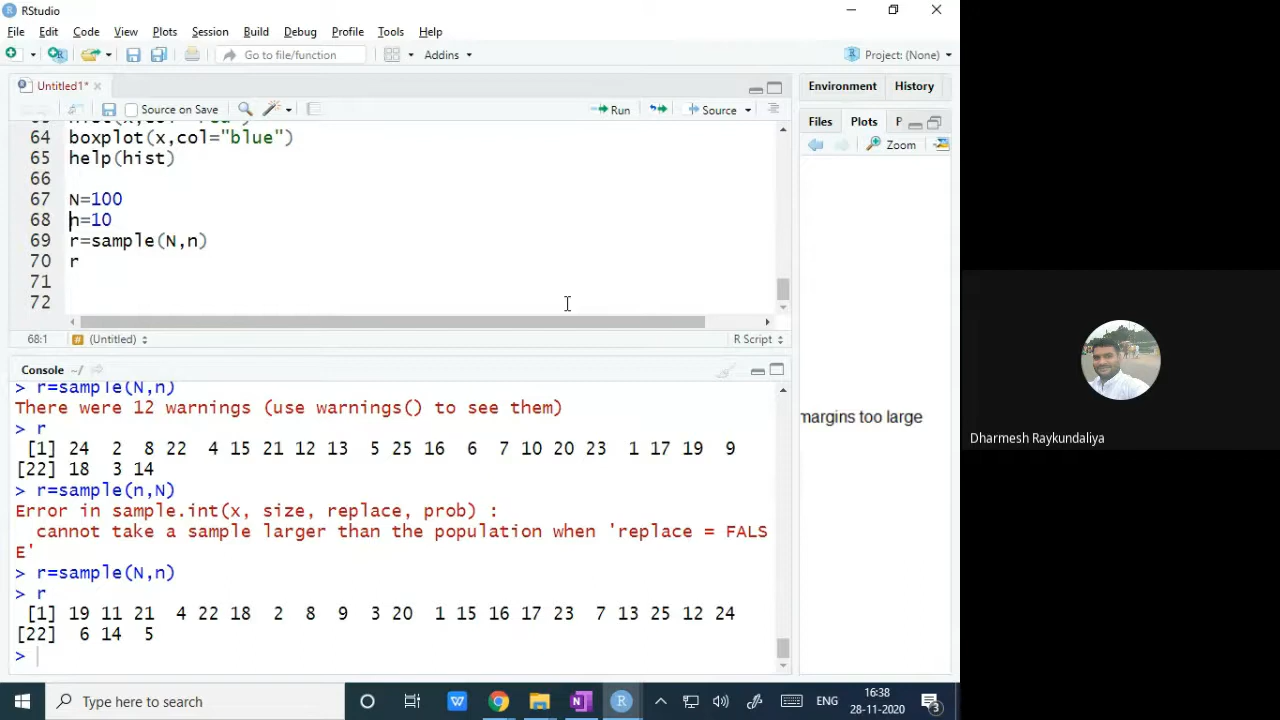 RStudio
File Edit Code View Plots Session Build Debug Profile Tools Help
Go to file/function Addins Project: (None)
Untitled1* Environment History
Source on Save Run Source
Files Plots P
Zoom
64 boxplot(x,col="blue")
65 help(hist)
66
67 N=100
68 n=10
69 r=sample(N,n)
70 r
71
72
68:1 (Untitled) R Script
Console ~/
> r=sample(N,n)
There were 12 warnings (use warnings() to see them)
> r
[1] 24 2 8 22 4 15 21 12 13 5 25 16 6 7 10 20 23 1 17 19 9
[22] 18 3 14
> r=sample(n,N)
Error in sample.int(x, size, replace, prob) :
cannot take a sample larger than the population when 'replace = FALS
E'
> r=sample(N,n)
> r
[1] 19 11 21 4 22 18 2 8 9 3 20 1 15 16 17 23 7 13 25 12 24
[22] 6 14 5
>
margins too large
Dharmesh Raykundaliya
Type here to search
ENG
16:38
28-11-2020
3